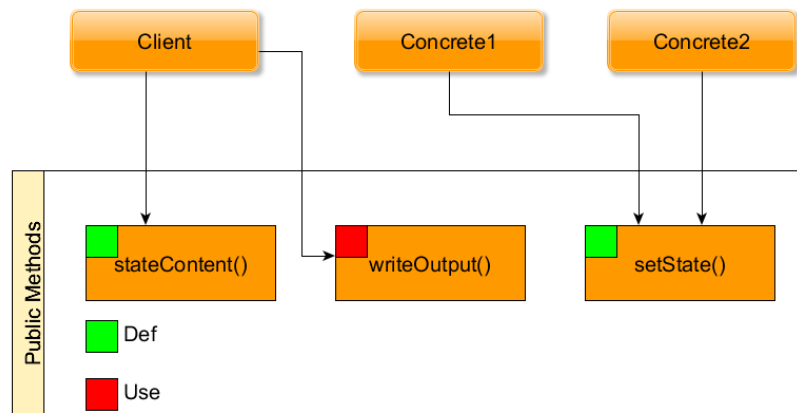 Client
Concrete1
Concrete2
Public Methods
stateContent()
writeOutput()
setState()
Def
Use